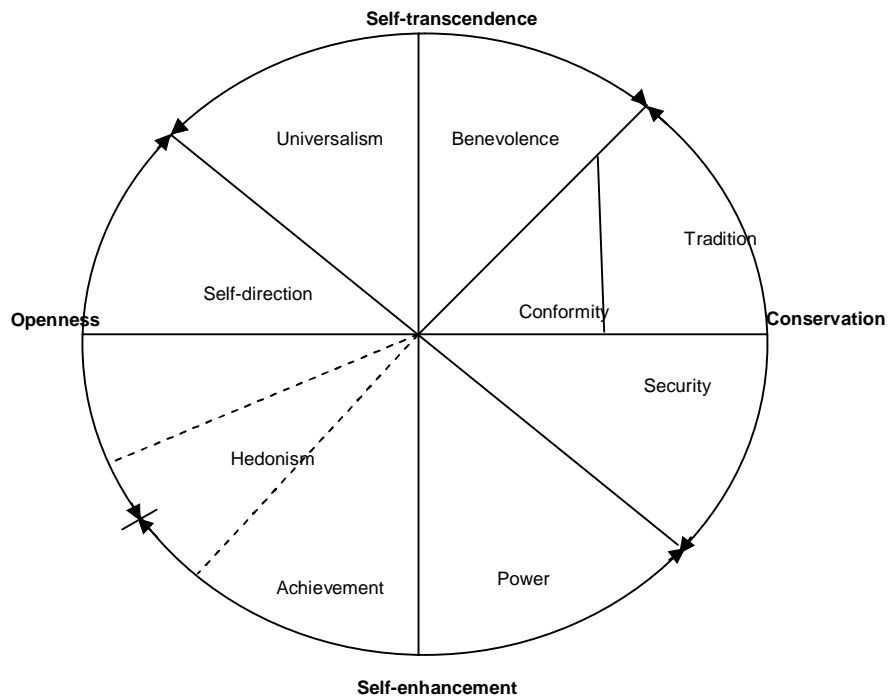 Self-transcendence
Universalism
Benevolence
Tradition
Self-direction
Conformity
Openness
Conservation
Security
Hedonism
Achievement
Power
Self-enhancement